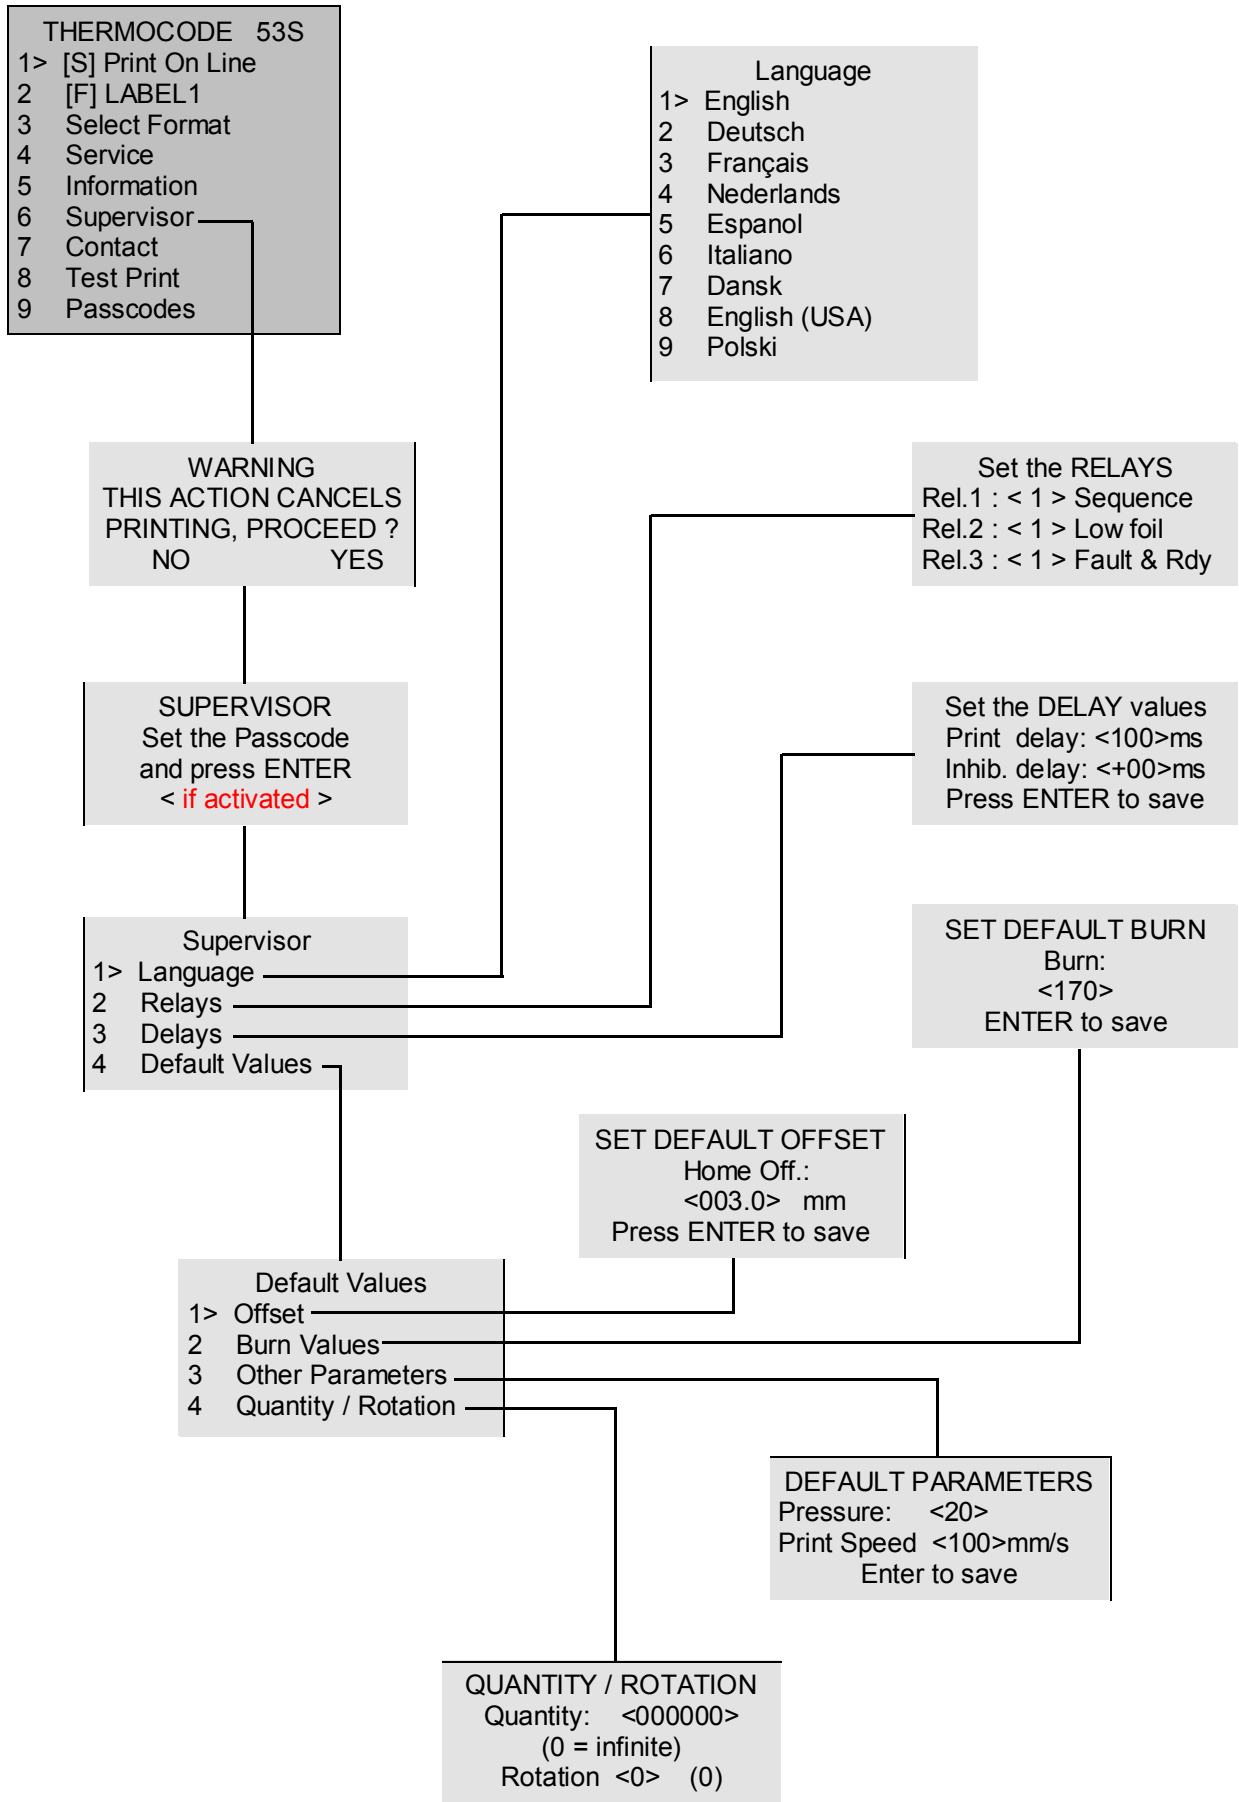 THERMOCODE 53S
1> [S] Print On Line
2 [F] LABEL1
3 Select Format
4 Service
5 Information
6 Supervisor
7 Contact
8 Test Print
9 Passcodes
Language
1> English
2 Deutsch
3 Français
4 Nederlands
5 Espanol
6 Italiano
7 Dansk
8 English (USA)
9 Polski
WARNING
THIS ACTION CANCELS
PRINTING, PROCEED ?
NO YES
Set the RELAYS
Rel.1 : < 1 > Sequence
Rel.2 : < 1 > Low foil
Rel.3 : < 1 > Fault & Rdy
SUPERVISOR
Set the Passcode
and press ENTER
< if activated >
Set the DELAY values
Print delay: <100>ms
Inhib. delay: <+00>ms
Press ENTER to save
Supervisor
1> Language
2 Relays
3 Delays
4 Default Values
SET DEFAULT BURN
Burn:
<170>
ENTER to save
SET DEFAULT OFFSET
Home Off.:
<003.0> mm
Press ENTER to save
Default Values
1> Offset
2 Burn Values
3 Other Parameters
4 Quantity / Rotation
DEFAULT PARAMETERS
Pressure: <20>
Print Speed <100>mm/s
Enter to save
QUANTITY / ROTATION
Quantity: <000000>
(0 = infinite)
Rotation <0> (0)